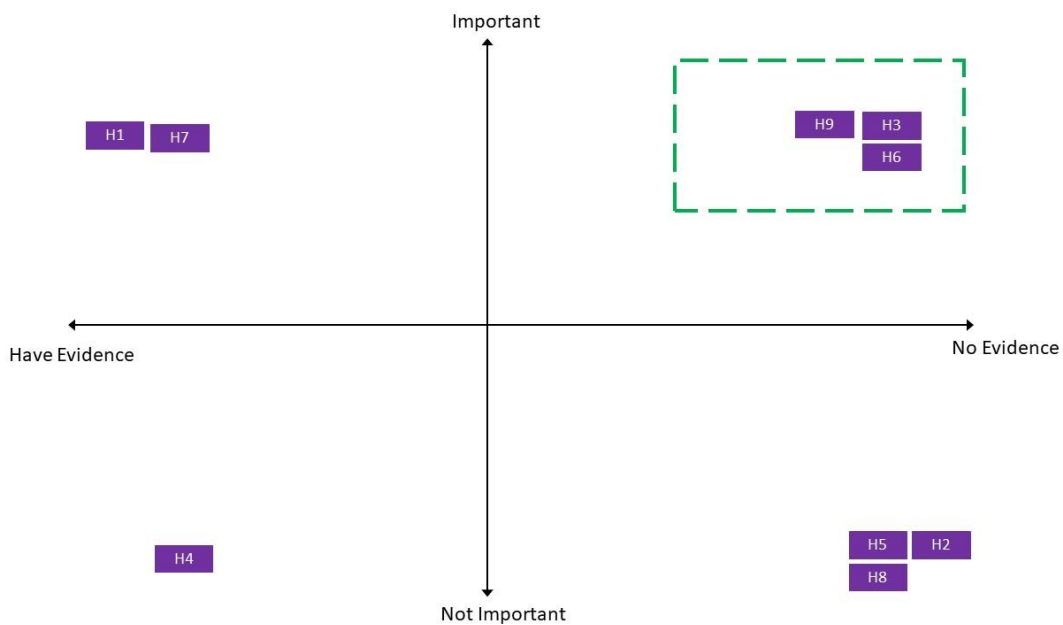 Important
H1 H7
H9 H3
H6
Have Evidence
No Evidence
H4
H5 H2
H8
Not Important